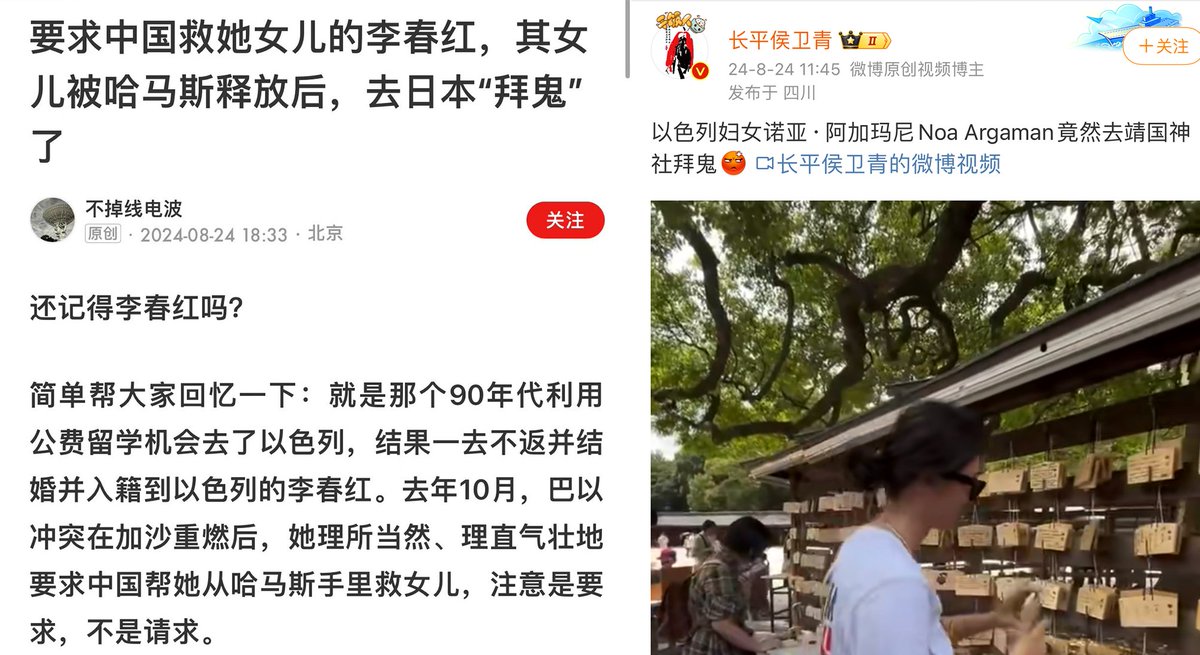 要求中国救她女儿的李春红，其女
儿被哈马斯释放后，去日本“拜鬼”
了
不掉线电波
原创 · 2024-08-24 18:33 · 北京
关注
还记得李春红吗?
简单帮大家回忆一下：就是那个90年代利用
公费留学机会去了以色列，结果一去不返并结
婚并入籍到以色列的李春红。去年10月，巴以
冲突在加沙重燃后，她理所当然、理直气壮地
要求中国帮她从哈马斯手里救女儿，注意是要
求，不是请求。
长平侯卫青 II
+关注
24-8-24 11:45 微博原创视频博主
发布于 四川
以色列妇女诺亚·阿加玛尼Noa Argaman竟然去靖国神
社拜鬼 长平侯卫青的微博视频